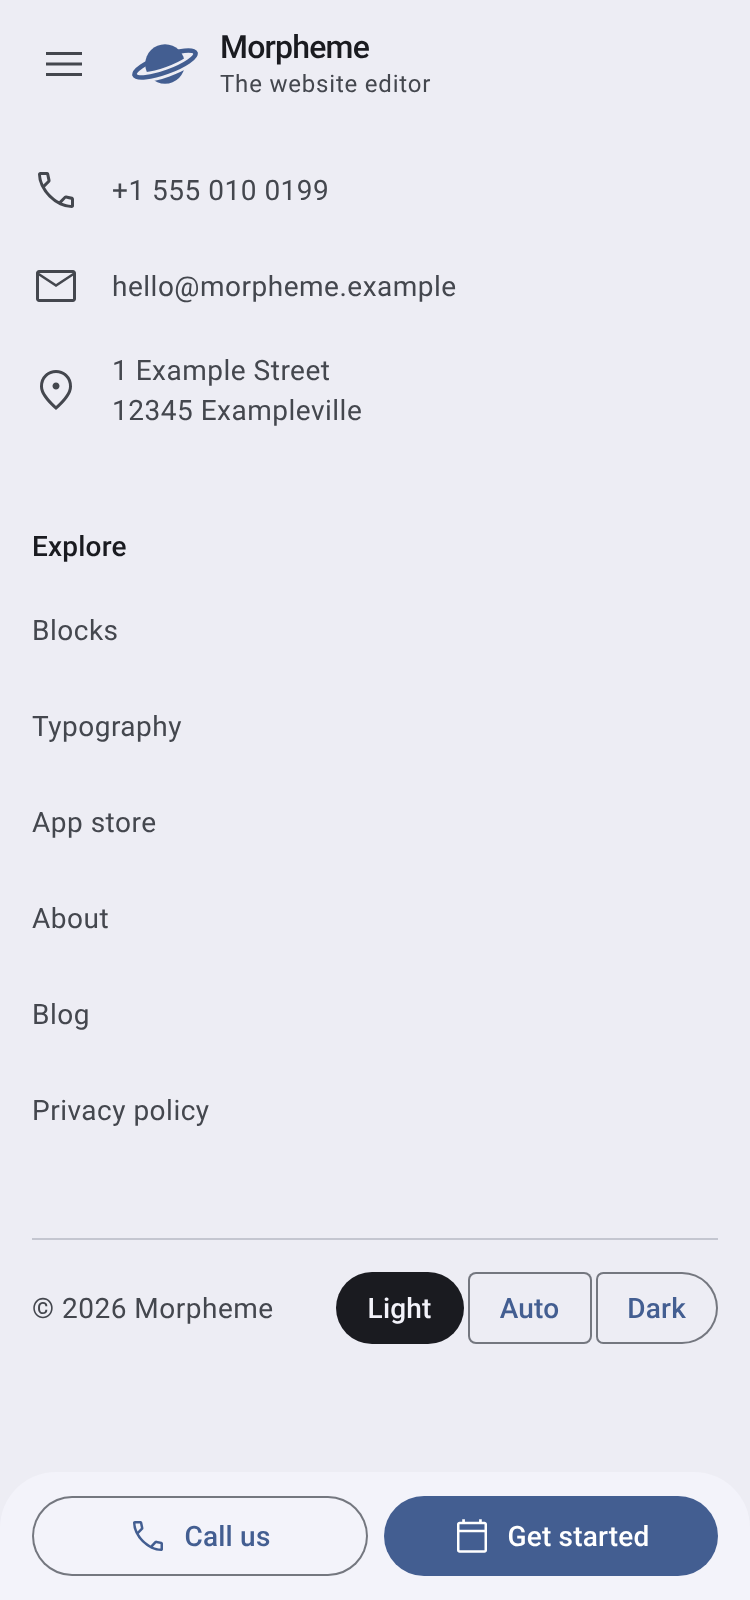 Morpheme
The website editor
+1 555 010 0199
hello@morpheme.example
1 Example Street
12345 Exampleville
Explore
Blocks
Typography
App store
About
Blog
Privacy policy
© 2026 Morpheme
Light
Auto
Dark
Call us
Get started